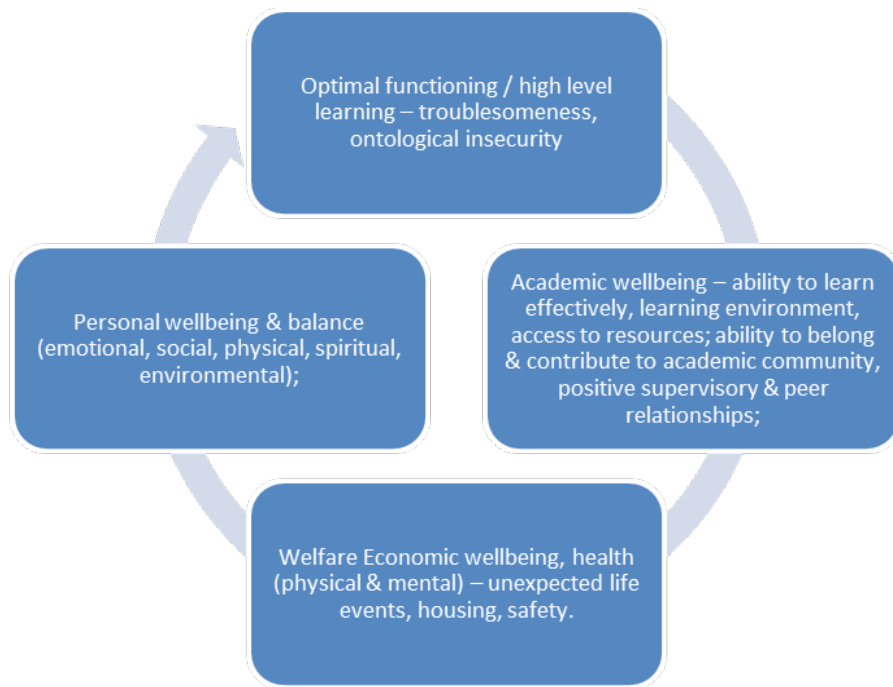 Optimal functioning / high level
learning – troublesomeness,
ontological insecurity
Academic wellbeing – ability to learn
effectively, learning environment,
access to resources; ability to belong
& contribute to academic community,
positive supervisory & peer
relationships;
Welfare Economic wellbeing, health
(physical & mental) – unexpected life
events, housing, safety.
Personal wellbeing & balance
(emotional, social, physical, spiritual,
environmental);